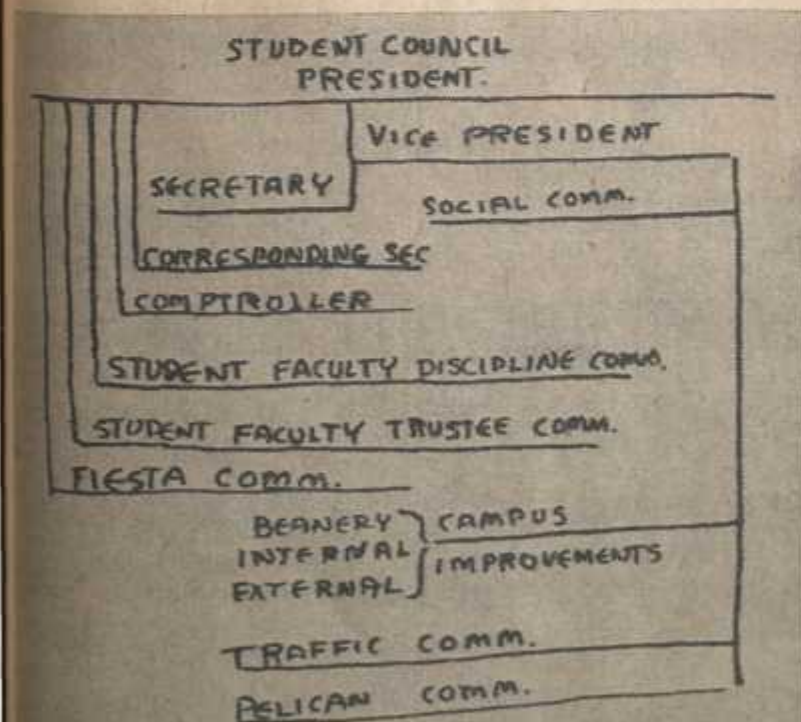 STUDENT COUNCIL
PRESIDENT.
VICE PRESIDENT
SECRETARY
SOCIAL COMM.
CORRESPONDING SEC
COMPTROLLER
STUDENT FACULTY DISCIPLINE COMM.
STUDENT FACULTY TRUSTEE COMM.
FIESTA COMM.
BEANERY CAMPUS
INTERNAL IMPROVEMENTS
EXTERNAL
TRAFFIC COMM.
PELICAN COMM.